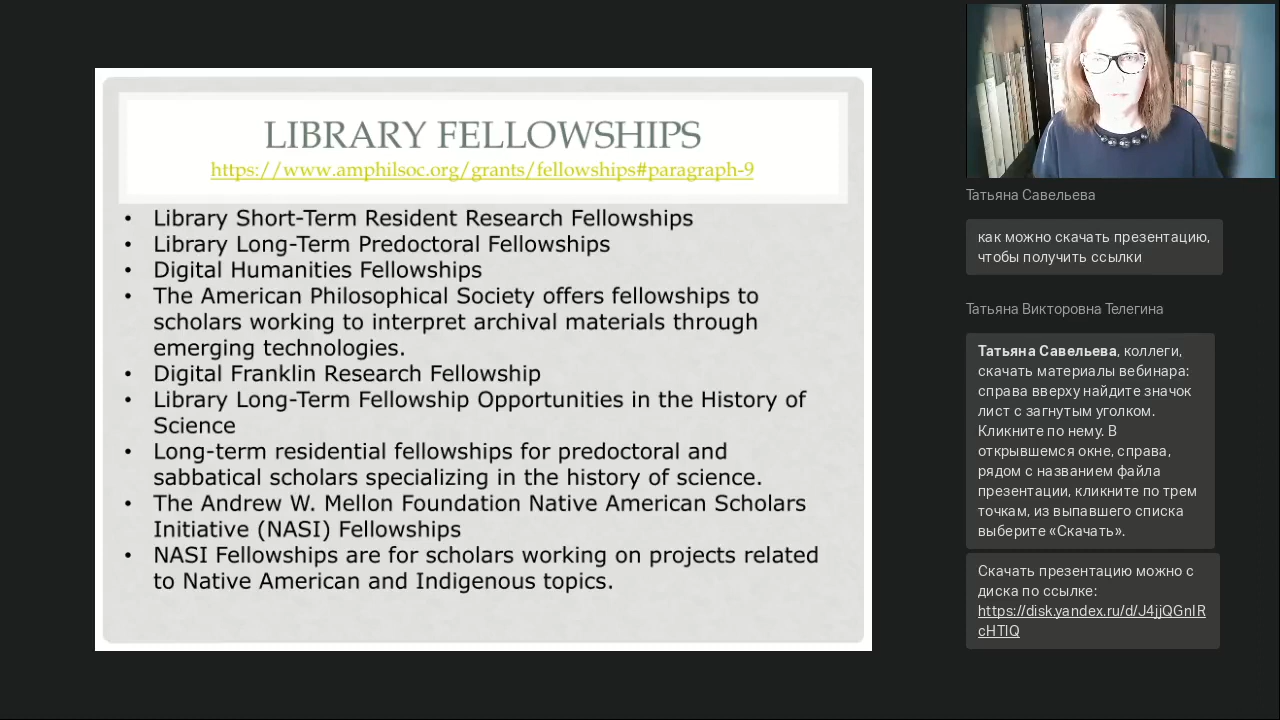 LIBRARY FELLOWSHIPS
https://www.amphilsoc.org/grants/fellowships#paragraph-9
• Library Short-Term Resident Research Fellowships
• Library Long-Term Predoctoral Fellowships
• Digital Humanities Fellowships
• The American Philosophical Society offers fellowships to
scholars working to interpret archival materials through
emerging technologies.
• Digital Franklin Research Fellowship
• Library Long-Term Fellowship Opportunities in the History of
Science
• Long-term residential fellowships for predoctoral and
sabbatical scholars specializing in the history of science.
• The Andrew W. Mellon Foundation Native American Scholars
Initiative (NASI) Fellowships
• NASI Fellowships are for scholars working on projects related
to Native American and Indigenous topics.
Татьяна Савельева
как можно скачать презентацию,
чтобы получить ссылки
Татьяна Викторовна Телегина
Татьяна Савельева, коллеги,
скачать материалы вебинара:
справа вверху найдите значок
лист с загнутым уголком.
Кликните по нему. В
открывшемся окне, справа,
рядом с названием файла
презентации, кликните по трем
точкам, из выпавшего списка
выберите «Скачать».
Скачать презентацию можно с
диска по ссылке:
https://disk.yandex.ru/d/J4jjQGnIR
cHTlQ